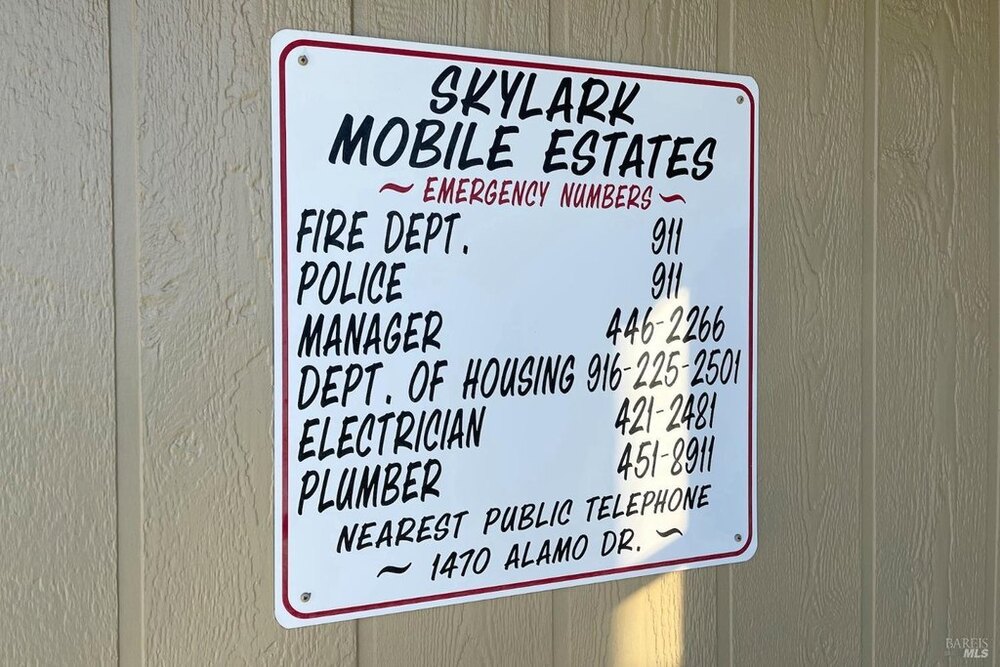 SKYLARK
MOBILE ESTATES
~ EMERGENCY NUMBERS ~
FIRE DEPT. 911
POLICE 911
MANAGER 446-2266
DEPT. OF HOUSING 916-225-2501
ELECTRICIAN 421-2481
PLUMBER 451-8911
NEAREST PUBLIC TELEPHONE
~ 1470 ALAMO DR. ~
BAREIS
MLS